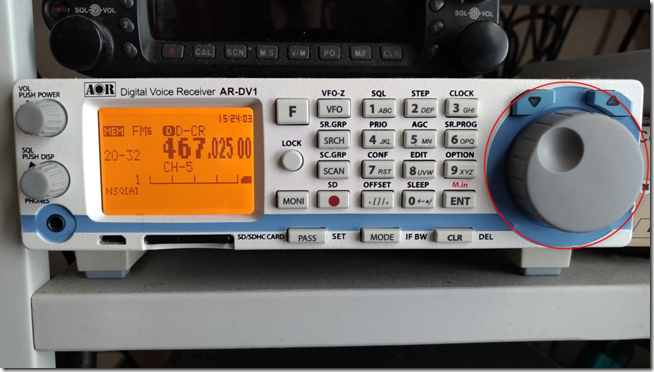 SQL VOL
CAL SCN M.S V/M PO M/Y CLR
SQL VOL
VOL
PUSH POWER
AOR Digital Voice Receiver AR-DV1
15:24:03
MEM FM6 D D-CR
20-32 467.025 00
CH-5
1
NSQ[A]
SQL
PUSH DISP
PHONES
F
LOCK
VFO-Z SQL STEP CLOCK
VFO 1 ABC 2 DEF 3 GHI
SR.GRP PRIO AGC SR.PROG
SRCH 4 JKL 5 MN 6 OPQ
SC.GRP CONF EDIT OPTION
SCAN 7 RST 8 UVW 9 XYZ
SD OFFSET SLEEP M.in
MONI ENT
SD/SDHC CARD PASS SET MODE IF BW CLR DEL